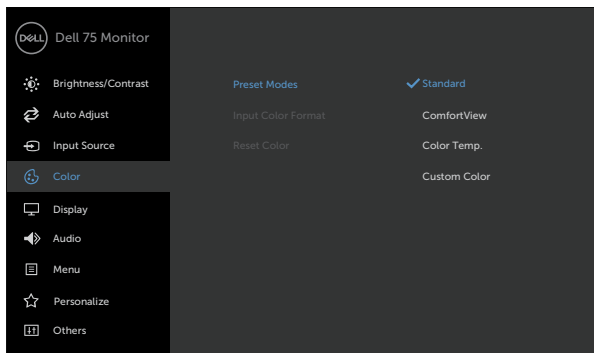 DELL Dell 75 Monitor
Brightness/Contrast Preset Modes Standard
Auto Adjust Input Color Format ComfortView
Input Source Reset Color Color Temp.
Color Custom Color
Display
Audio
Menu
Personalize
Others